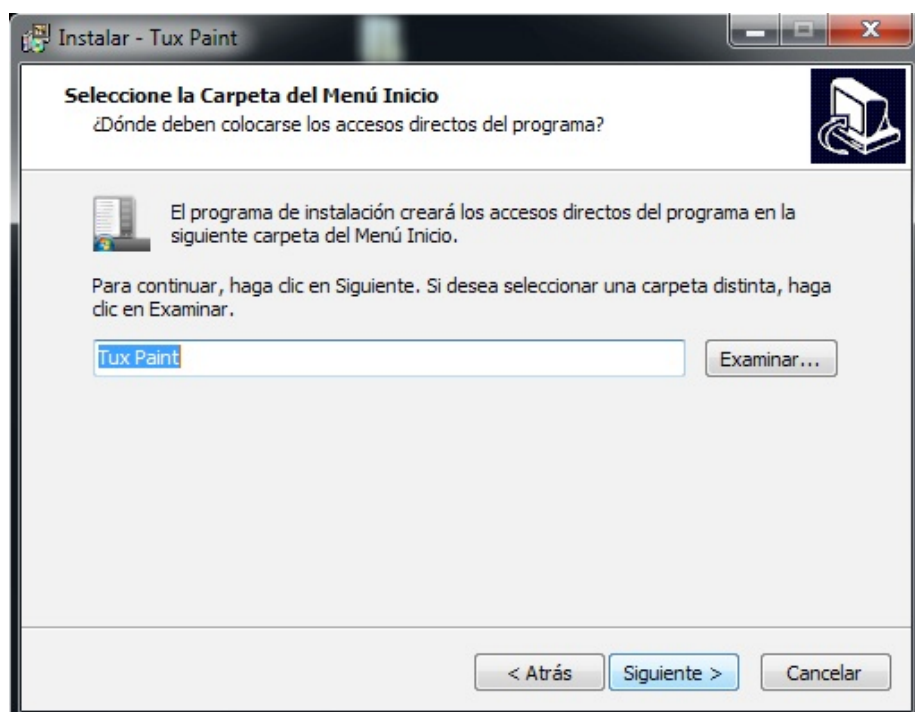 Instalar - Tux Paint
Seleccione la Carpeta del Menú Inicio
¿Dónde deben colocarse los accesos directos del programa?
El programa de instalación creará los accesos directos del programa en la
siguiente carpeta del Menú Inicio.
Para continuar, haga clic en Siguiente. Si desea seleccionar una carpeta distinta, haga
clic en Examinar.
Tux Paint
Examinar...
< Atrás
Siguiente >
Cancelar